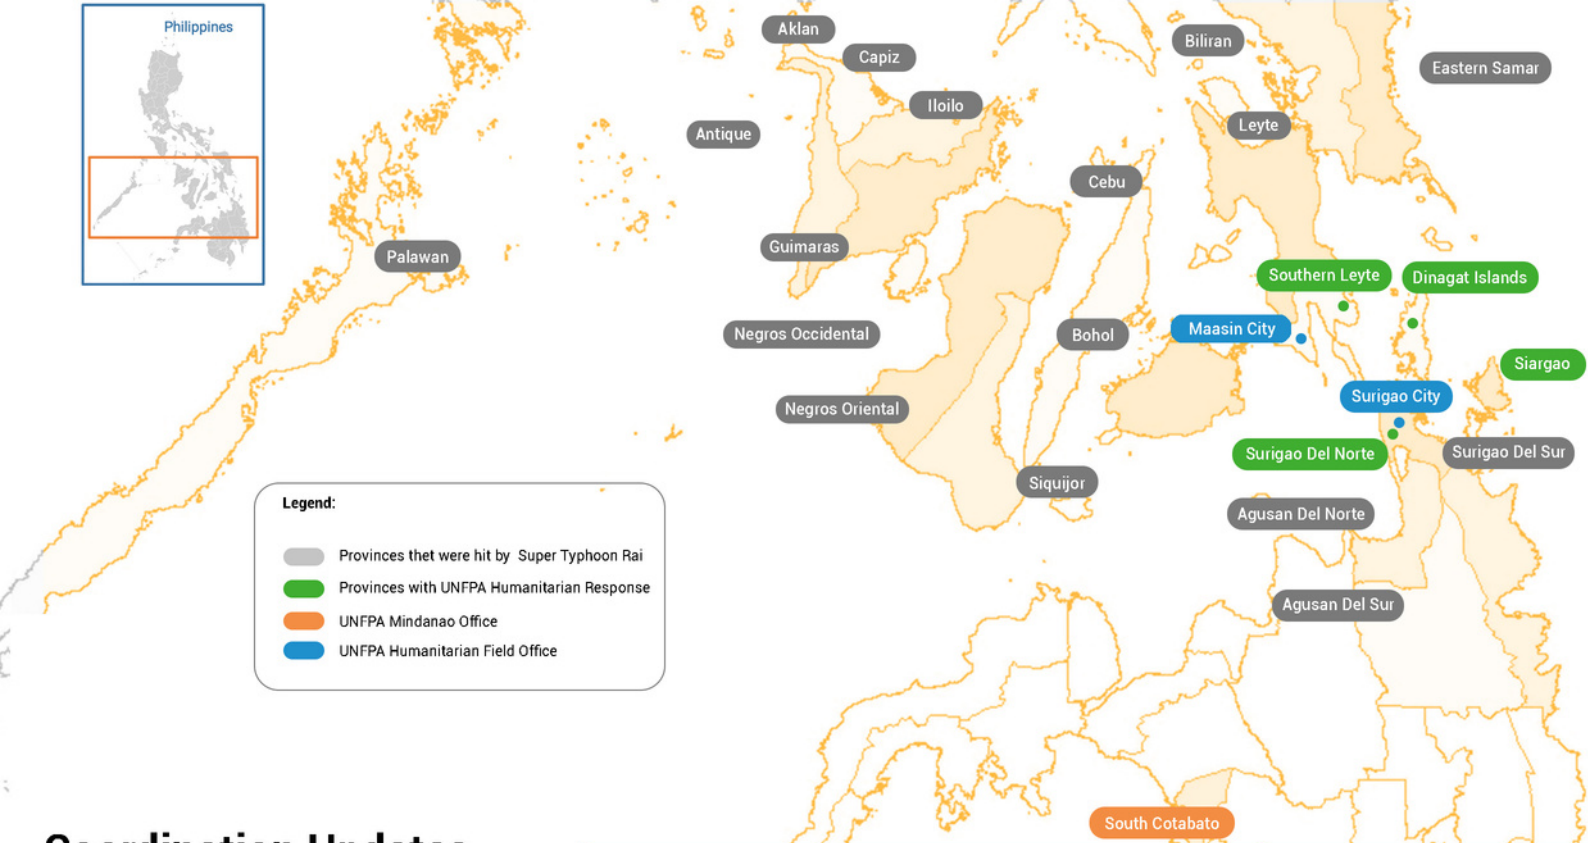 Philippines
Aklan
Capiz
Biliran
Eastern Samar
Iloilo
Antique
Leyte
Cebu
Guimaras
Palawan
Southern Leyte
Dinagat Islands
Negros Occidental
Bohol
Maasin City
Siargao
Surigao City
Negros Oriental
Surigao Del Norte
Surigao Del Sur
Siquijor
Agusan Del Norte
Agusan Del Sur
Legend:
Provinces thet were hit by Super Typhoon Rai
Provinces with UNFPA Humanitarian Response
UNFPA Mindanao Office
UNFPA Humanitarian Field Office
South Cotabato
Coordination Updates